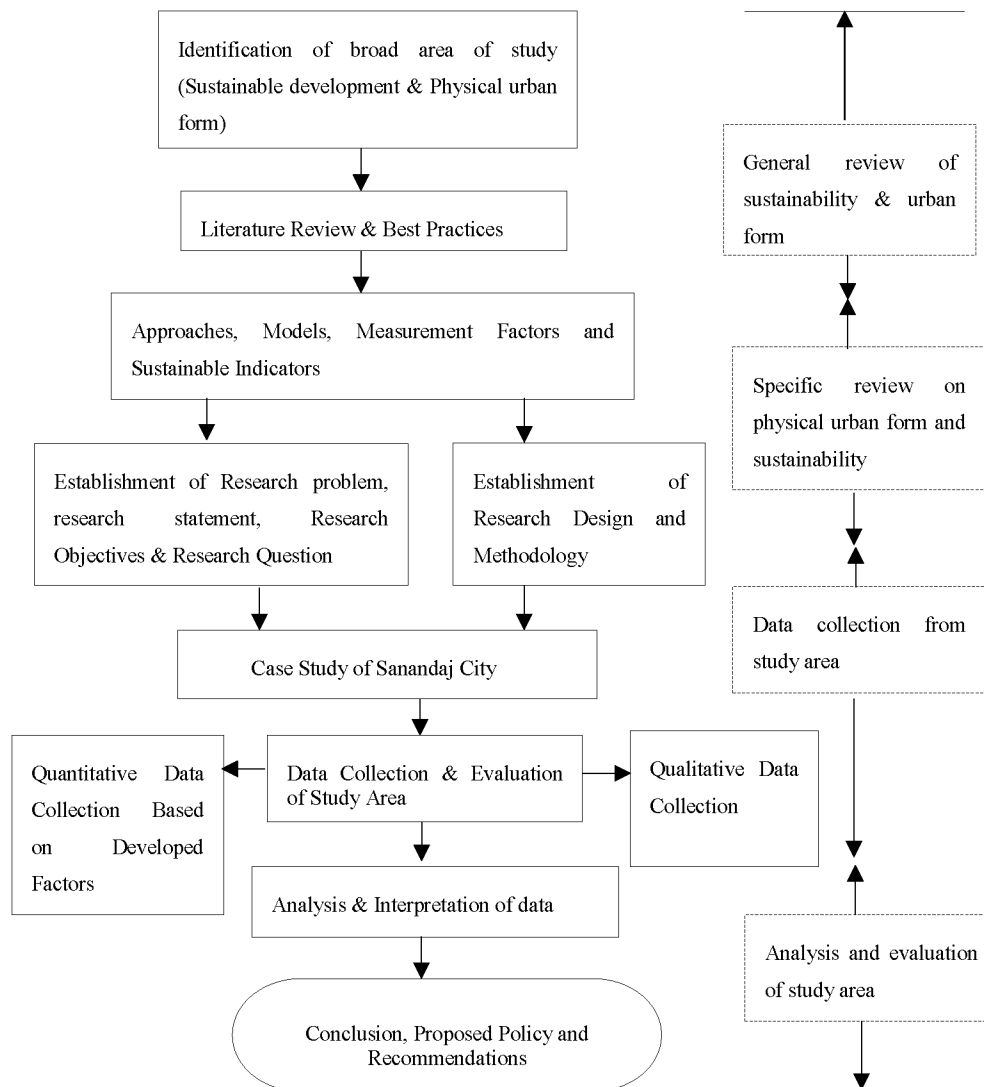 Identification of broad area of study
(Sustainable development & Physical urban
form)
Literature Review & Best Practices
Approaches, Models, Measurement Factors and
Sustainable Indicators
Establishment of Research problem,
research statement, Research
Objectives & Research Question
Establishment of
Research Design and
Methodology
Case Study of Sanandaj City
Quantitative Data
Collection Based
on Developed
Factors
Data Collection & Evaluation
of Study Area
Qualitative Data
Collection
Analysis & Interpretation of data
Conclusion, Proposed Policy and
Recommendations
General review of
sustainability & urban
form
Specific review on
physical urban form and
sustainability
Data collection from
study area
Analysis and evaluation
of study area